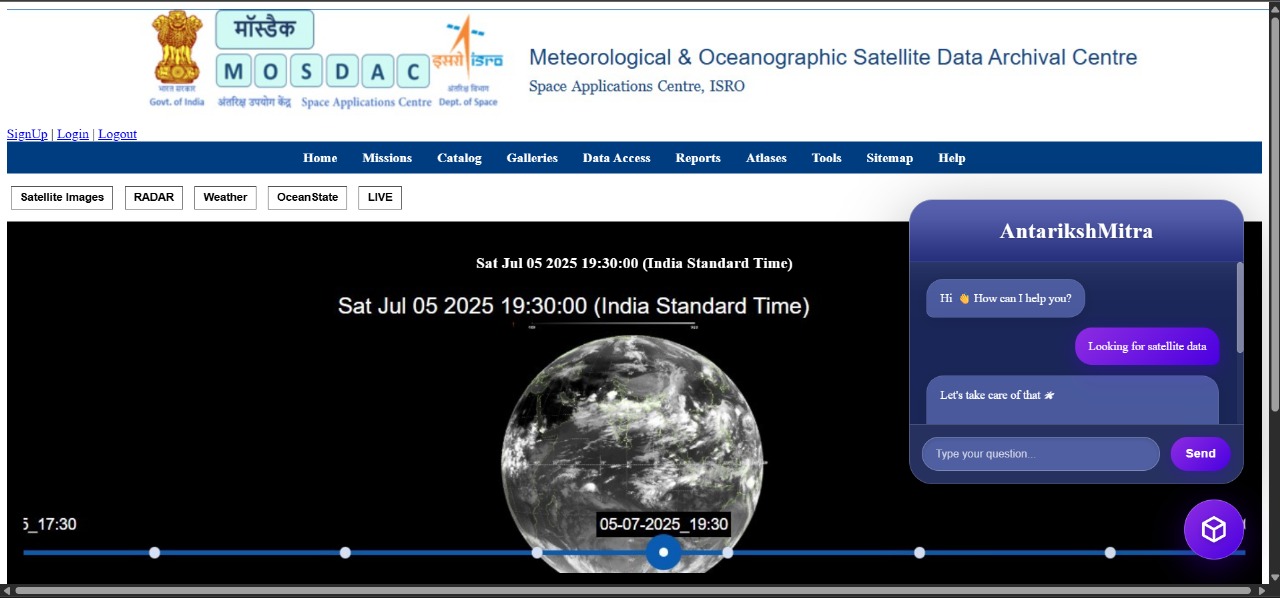 मॉस्डैक
M O S D A C
भारत सरकार
Govt. of India
अंतरिक्ष उपयोग केंद्र Space Applications Centre
इसरो isro
अंतरिक्ष विभाग
Dept. of Space
Meteorological & Oceanographic Satellite Data Archival Centre
Space Applications Centre, ISRO
SignUp | Login | Logout
Home Missions Catalog Galleries Data Access Reports Atlases Tools Sitemap Help
Satellite Images RADAR Weather OceanState LIVE
Sat Jul 05 2025 19:30:00 (India Standard Time)
Sat Jul 05 2025 19:30:00 (India Standard Time)
_17:30
05-07-2025_19:30
AntarikshMitra
Hi 👋 How can I help you?
Looking for satellite data
Let's take care of that 🛰
Type your question...
Send